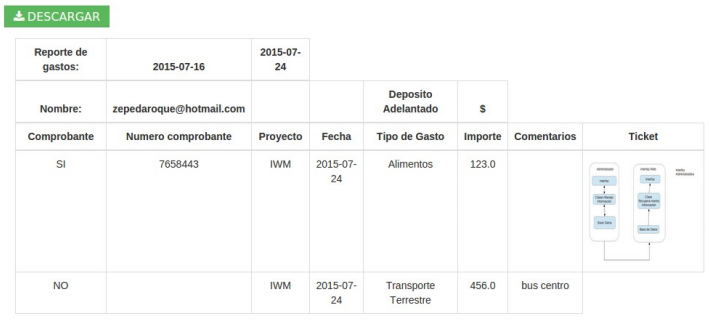 DESCARGAR
Reporte de gastos: 2015-07-16 2015-07-24
Nombre: zepedaroque@hotmail.com Deposito Adelantado $
Comprobante Numero comprobante Proyecto Fecha Tipo de Gasto Importe Comentarios Ticket
SI 7658443 IWM 2015-07-24 Alimentos 123.0
NO IWM 2015-07-24 Transporte Terrestre 456.0 bus centro